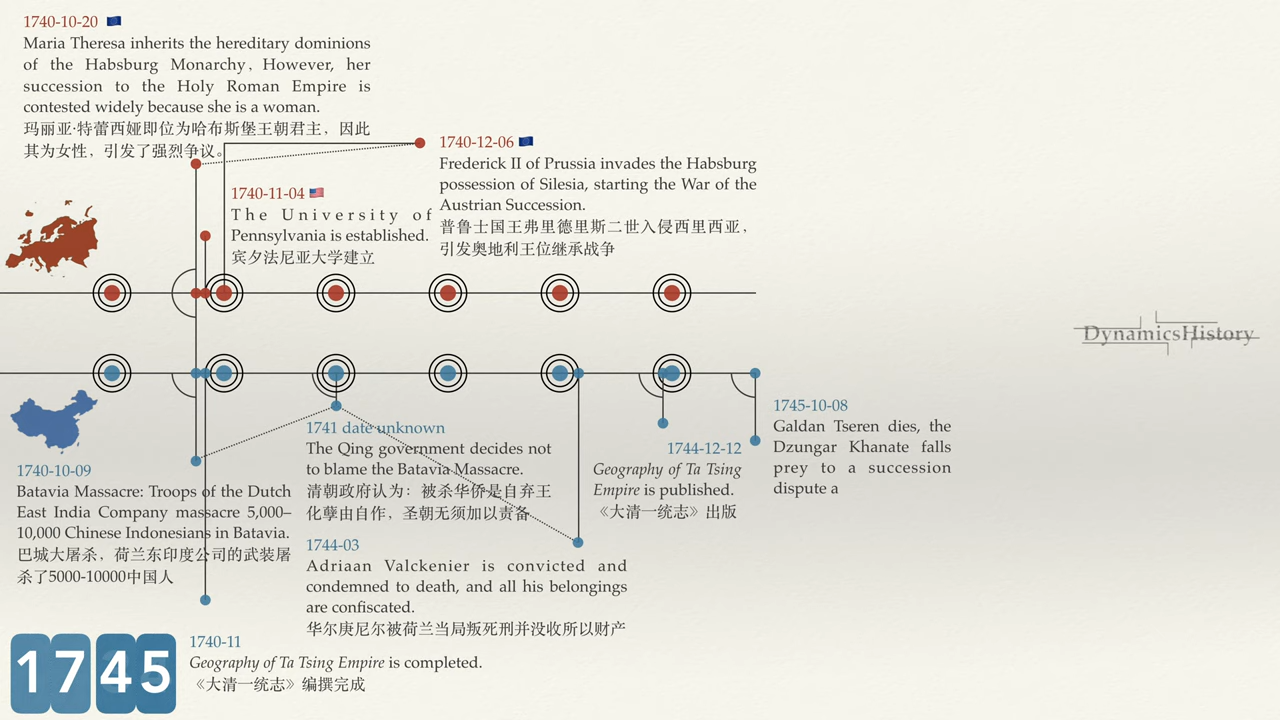 1740-10-20
Maria Theresa inherits the hereditary dominions
of the Habsburg Monarchy. However, her
succession to the Holy Roman Empire is
contested widely because she is a woman.
玛丽亚·特蕾西娅即位为哈布斯堡王朝君主，因此
其为女性，引发了强烈争议。
1740-12-06
Frederick II of Prussia invades the Habsburg
possession of Silesia, starting the War of the
Austrian Succession.
普鲁士国王弗里德里斯二世入侵西里西亚，
引发奥地利王位继承战争
1740-11-04
The University of
Pennsylvania is established.
宾夕法尼亚大学建立
DynamicsHistory
1745-10-08
Galdan Tseren dies, the
Dzungar Khanate falls
prey to a succession
dispute a
1741 date unknown
The Qing government decides not
to blame the Batavia Massacre.
清朝政府认为：被杀华侨是自弃王
化孽由自作，圣朝无须加以责备
1744-12-12
Geography of Ta Tsing
Empire is published.
《大清一统志》出版
1740-10-09
Batavia Massacre: Troops of the Dutch
East India Company massacre 5,000–
10,000 Chinese Indonesians in Batavia.
巴城大屠杀，荷兰东印度公司的武装屠
杀了5000-10000中国人
1744-03
Adriaan Valckenier is convicted and
condemned to death, and all his belongings
are confiscated.
华尔庚尼尔被荷兰当局叛死刑并没收所以财产
1740-11
Geography of Ta Tsing Empire is completed.
《大清一统志》编撰完成
1745